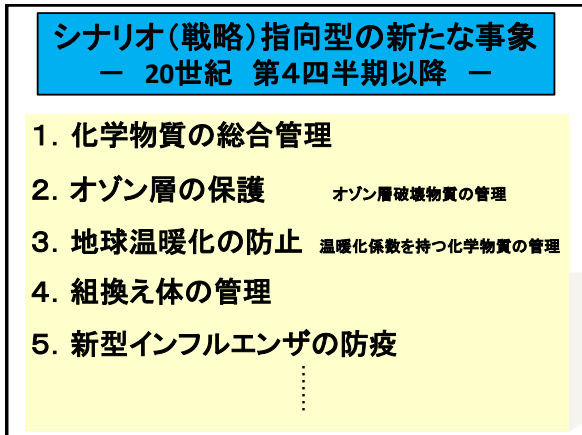 シナリオ（戦略）指向型の新たな事象
－ 20世紀 第４四半期以降 －
１．化学物質の総合管理
２．オゾン層の保護 オゾン層破壊物質の管理
３．地球温暖化の防止 温暖化係数を持つ化学物質の管理
４．組換え体の管理
５．新型インフルエンザの防疫
⋮